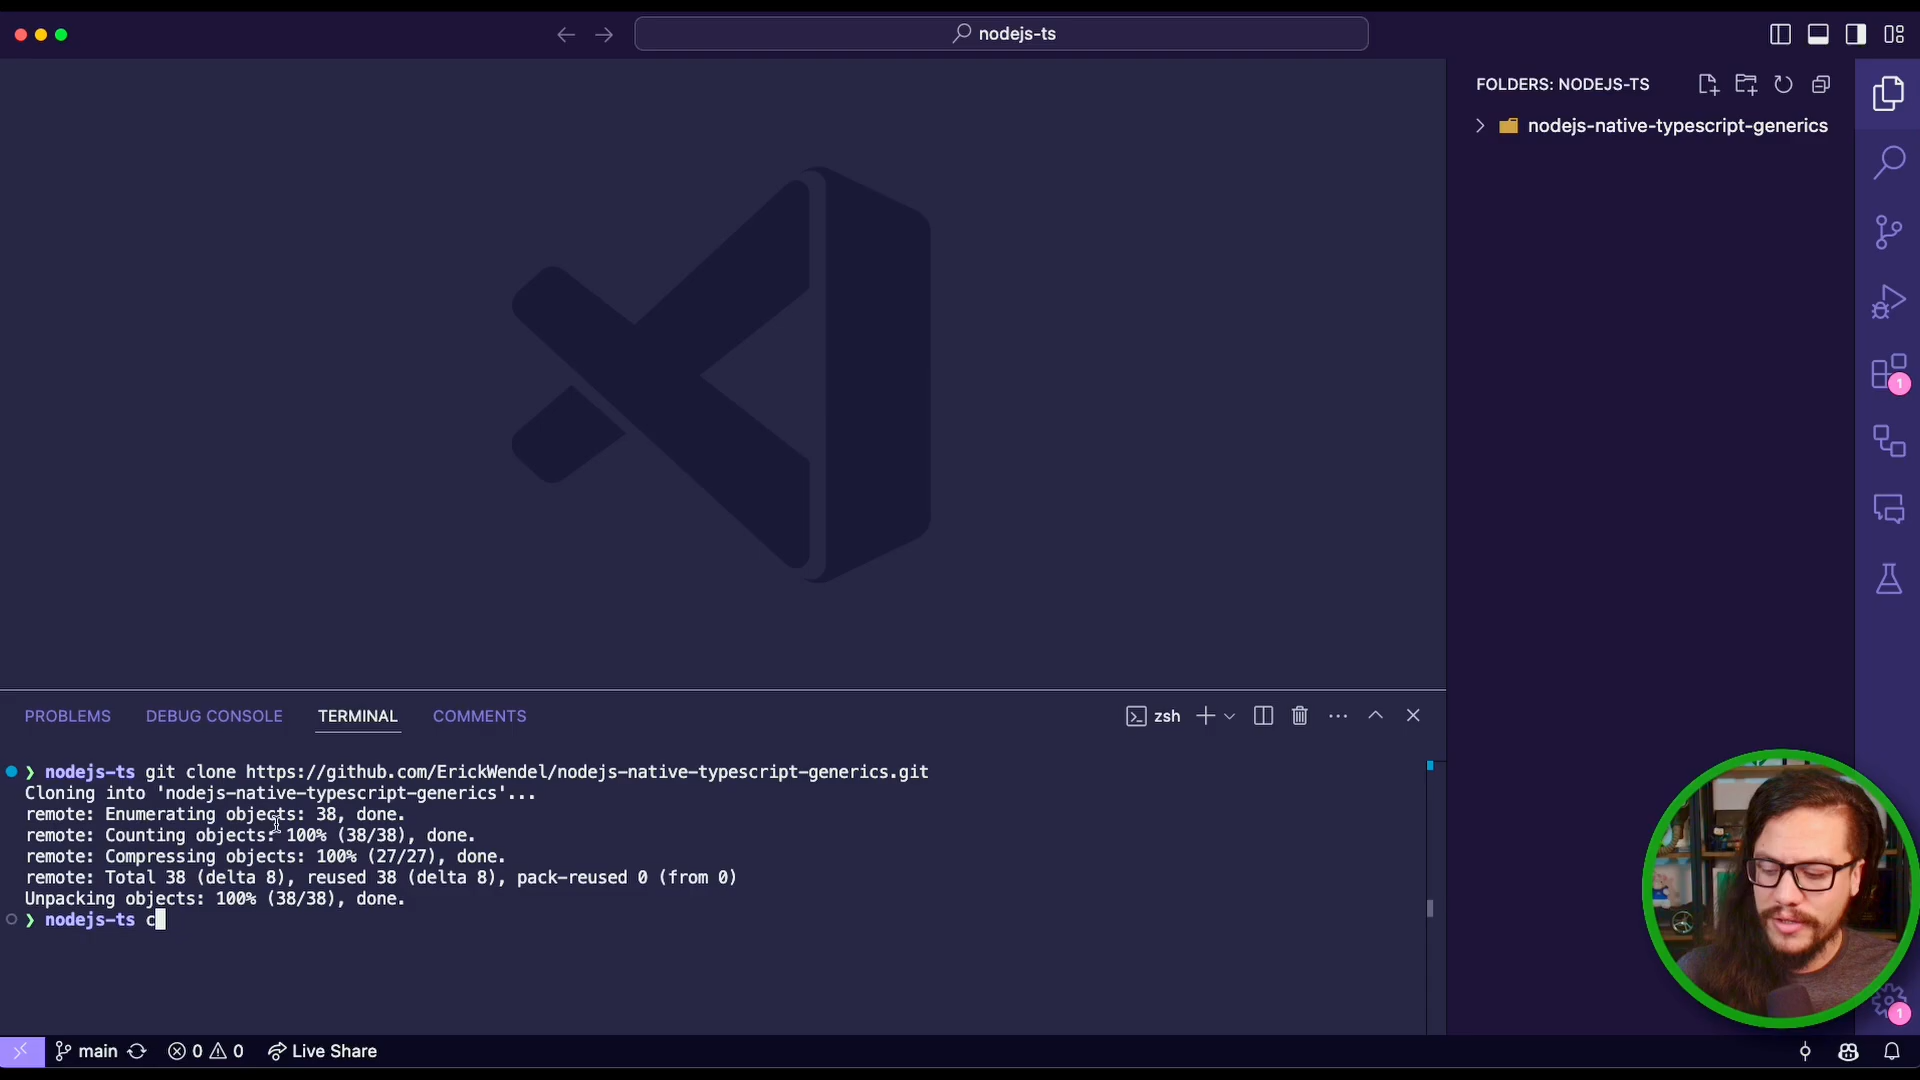 nodejs-ts
FOLDERS: NODEJS-TS
nodejs-native-typescript-generics
1
PROBLEMS
DEBUG CONSOLE
TERMINAL
COMMENTS
zsh
❯ nodejs-ts git clone https://github.com/ErickWendel/nodejs-native-typescript-generics.git
Cloning into 'nodejs-native-typescript-generics'...
remote: Enumerating objects: 38, done.
remote: Counting objects: 100% (38/38), done.
remote: Compressing objects: 100% (27/27), done.
remote: Total 38 (delta 8), reused 38 (delta 8), pack-reused 0 (from 0)
Unpacking objects: 100% (38/38), done.
❯ nodejs-ts c
1
main
0
0
Live Share